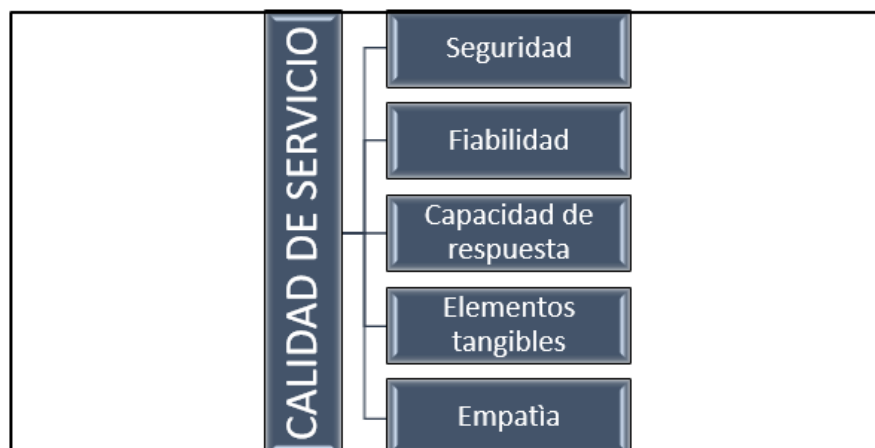 CALIDAD DE SERVICIO
Seguridad
Fiabilidad
Capacidad de
respuesta
Elementos
tangibles
Empatìa